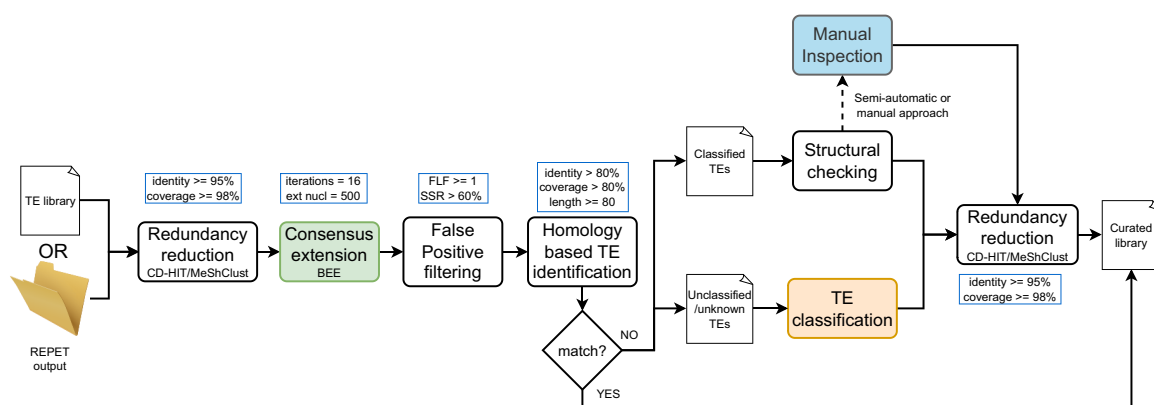 Manual
Inspection
Semi-automatic or
manual approach
TE library
OR
REPET
output
identity >= 95%
coverage >= 98%
Redundancy
reduction
CD-HIT/MeShClust
iterations = 16
ext nucl = 500
Consensus
extension
BEE
FLF >= 1
SSR > 60%
False
Positive
filtering
identity > 80%
coverage > 80%
length >= 80
Homology
based TE
identification
match?
NO
YES
Classified
TEs
Structural
checking
Unclassified
/unknown
TEs
TE
classification
Redundancy
reduction
CD-HIT/MeShClust
identity >= 95%
coverage >= 98%
Curated
library